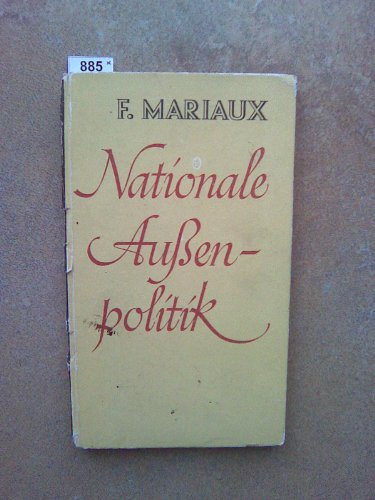 885 K
F. MARIAUX
Nationale
Außen-
politik